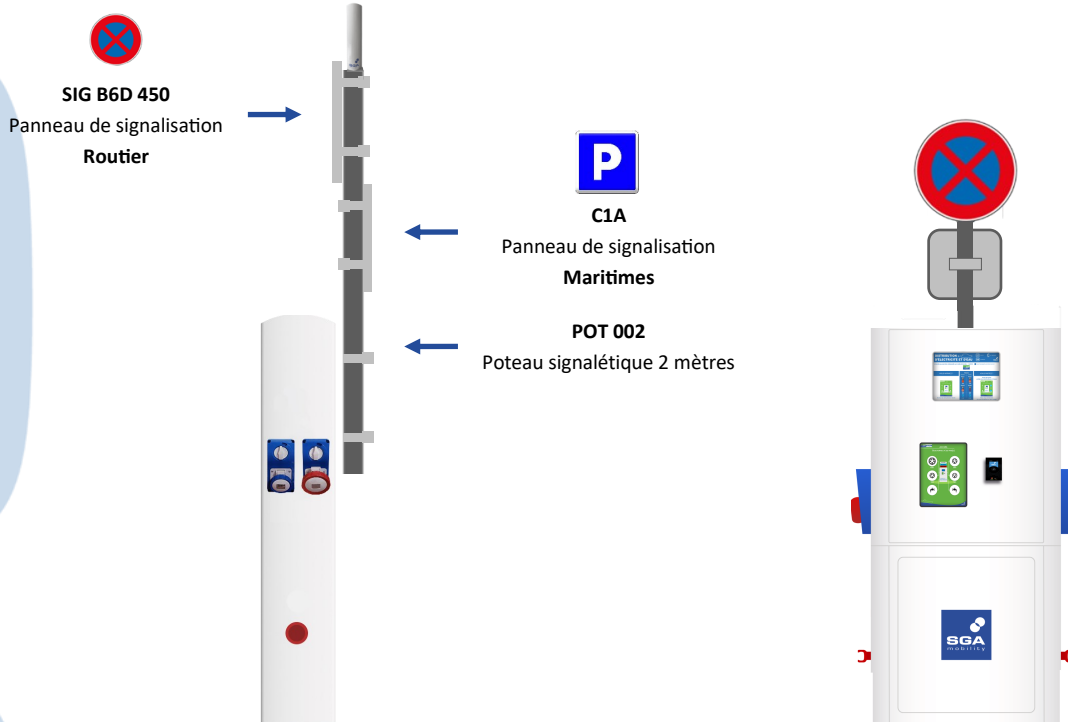 SIG B6D 450
Panneau de signalisation
Routier
P
C1A
Panneau de signalisation
Maritimes
POT 002
Poteau signalétique 2 mètres
SGA
mobility